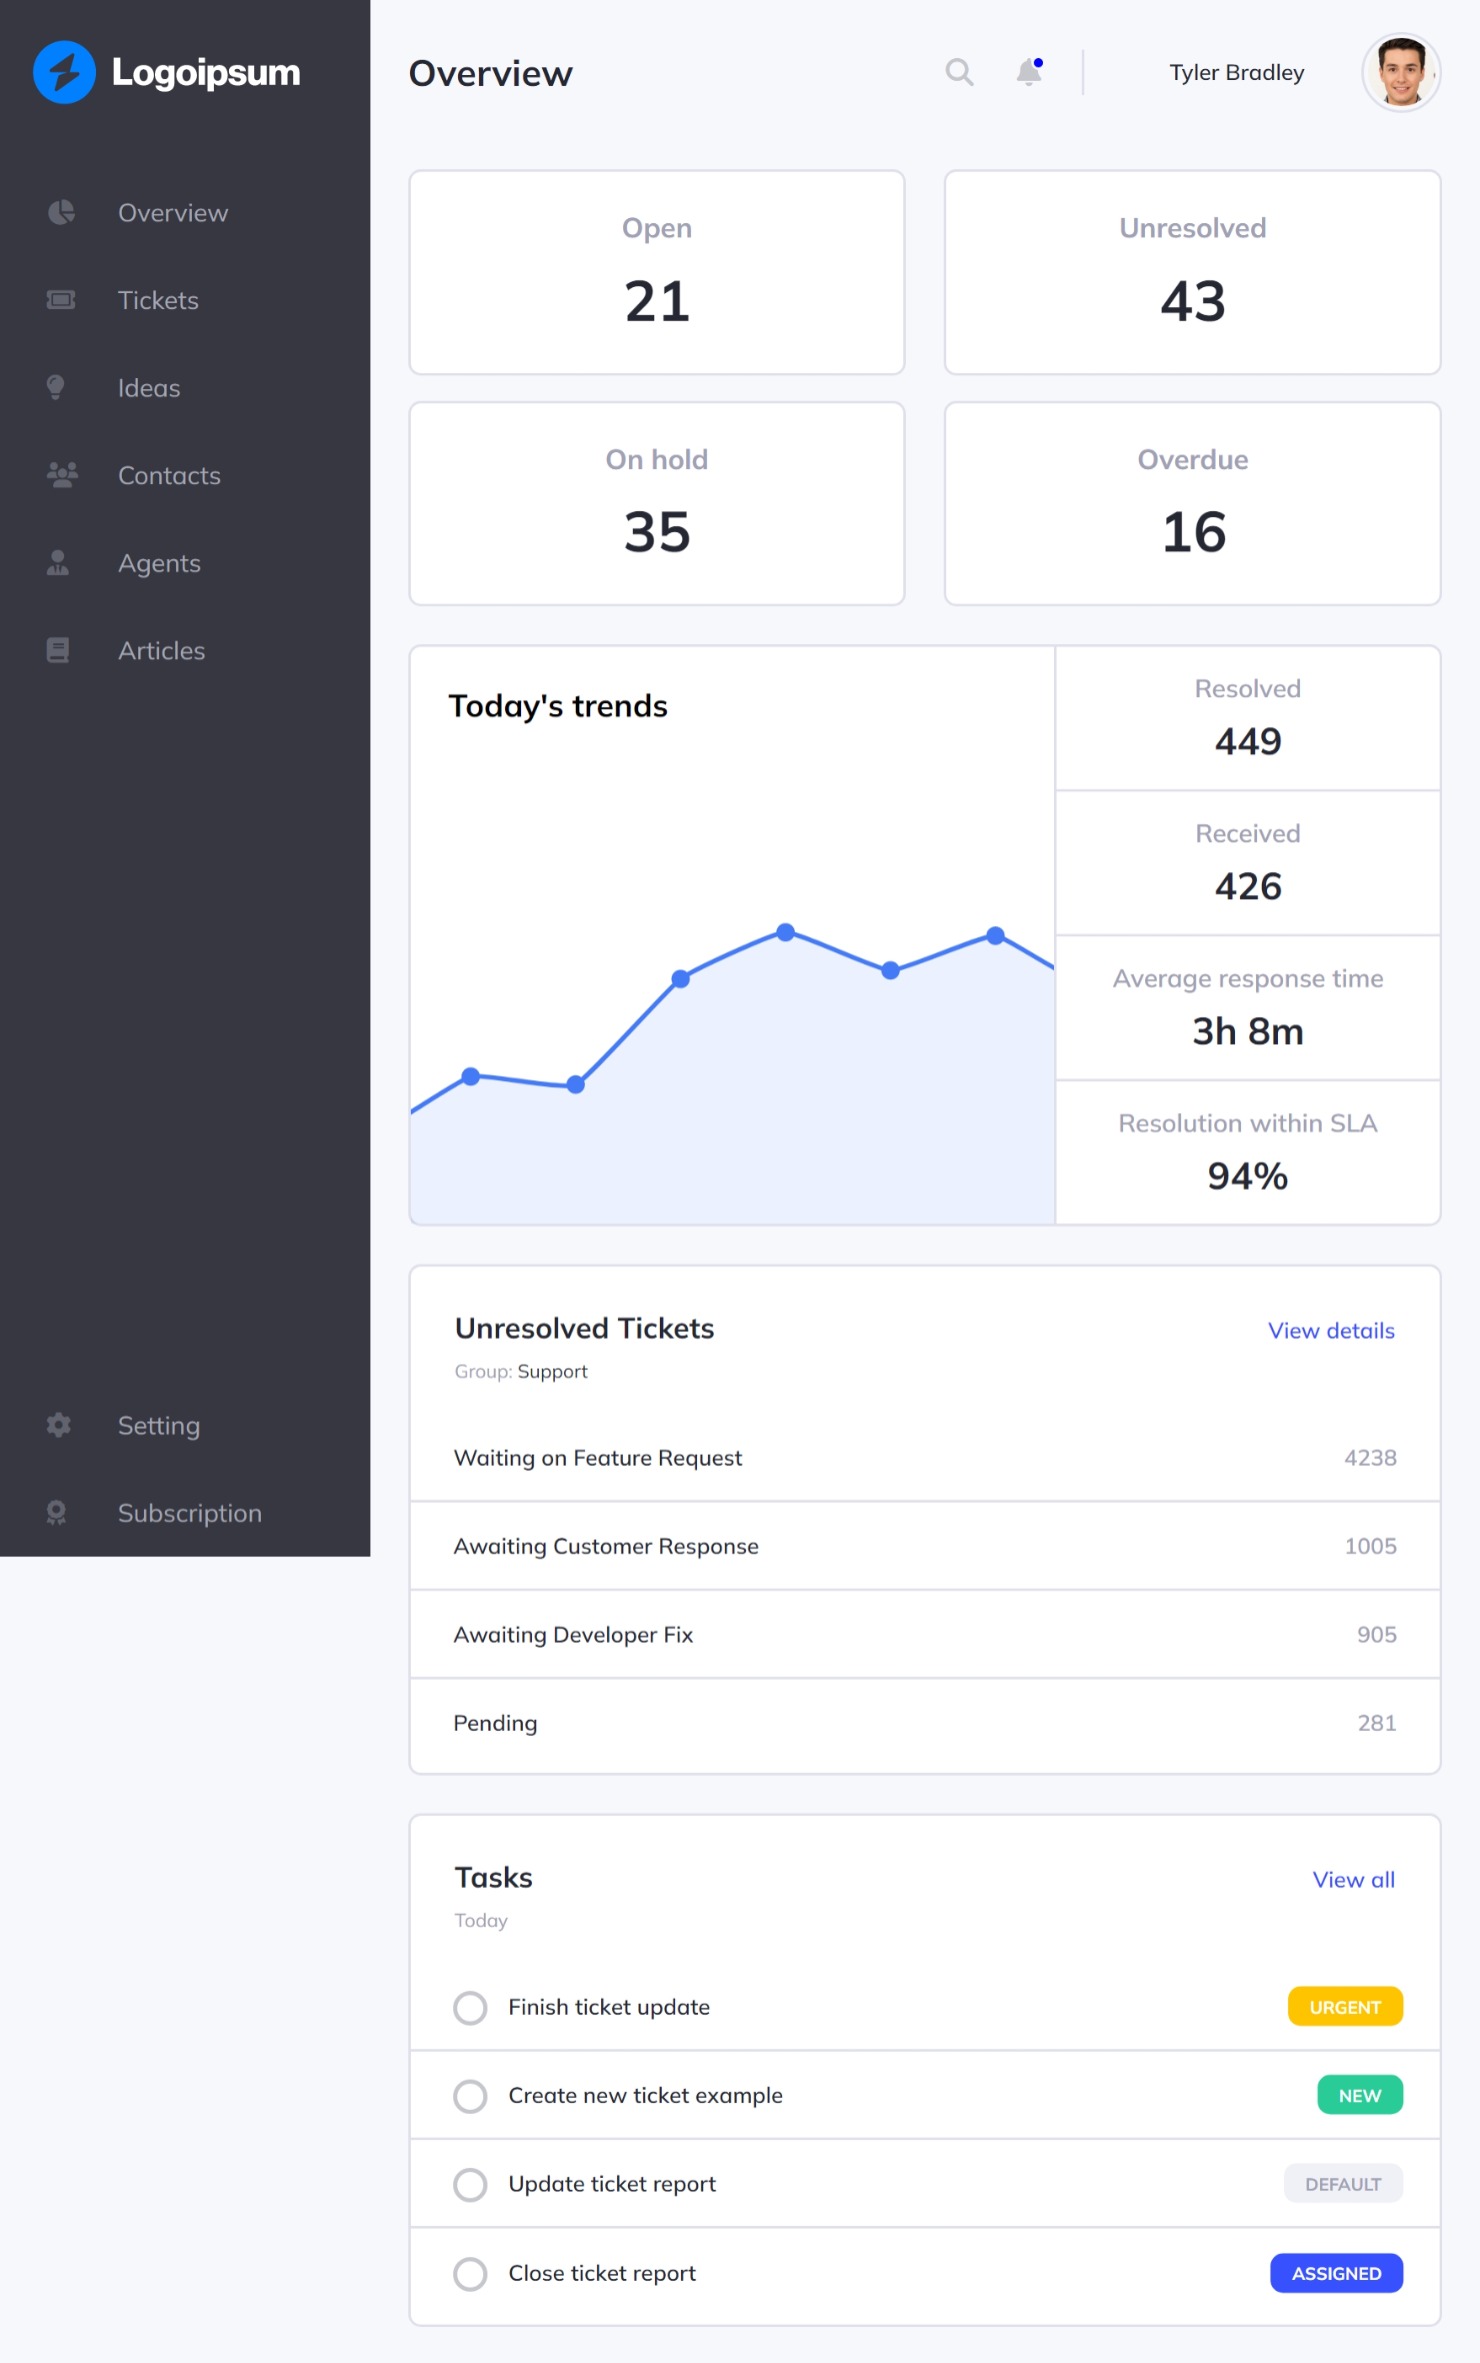 Logoipsum
Overview
Tickets
Ideas
Contacts
Agents
Articles
Setting
Subscription
Overview
Tyler Bradley
Open
21
Unresolved
43
On hold
35
Overdue
16
Today's trends
Resolved
449
Received
426
Average response time
3h 8m
Resolution within SLA
94%
Unresolved Tickets
View details
Group: Support
Waiting on Feature Request
4238
Awaiting Customer Response
1005
Awaiting Developer Fix
905
Pending
281
Tasks
View all
Today
Finish ticket update
URGENT
Create new ticket example
NEW
Update ticket report
DEFAULT
Close ticket report
ASSIGNED